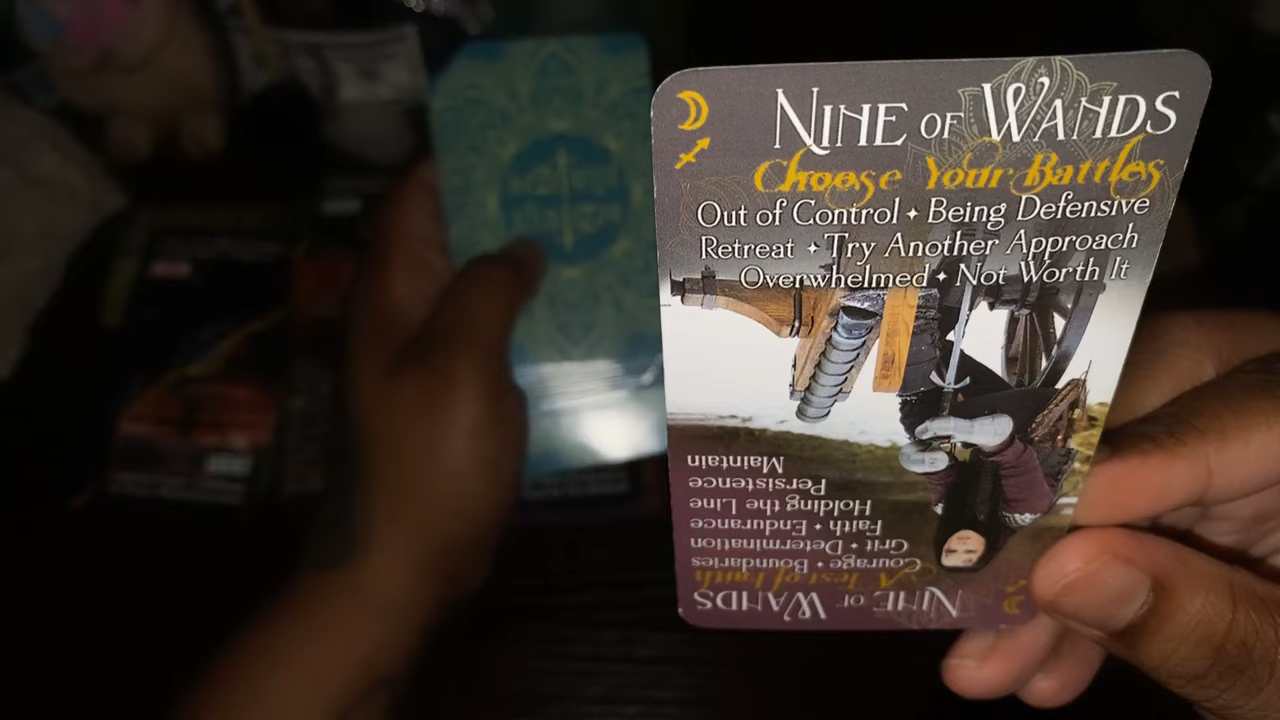 NINE OF WANDS
Choose Your Battles
Out of Control ✦ Being Defensive
Retreat ✦ Try Another Approach
Overwhelmed ✦ Not Worth It
NINE OF WANDS
A Test of Faith
Courage ✦ Boundaries
Grit ✦ Determination
Faith ✦ Endurance
Holding the Line
Persistence
Maintain